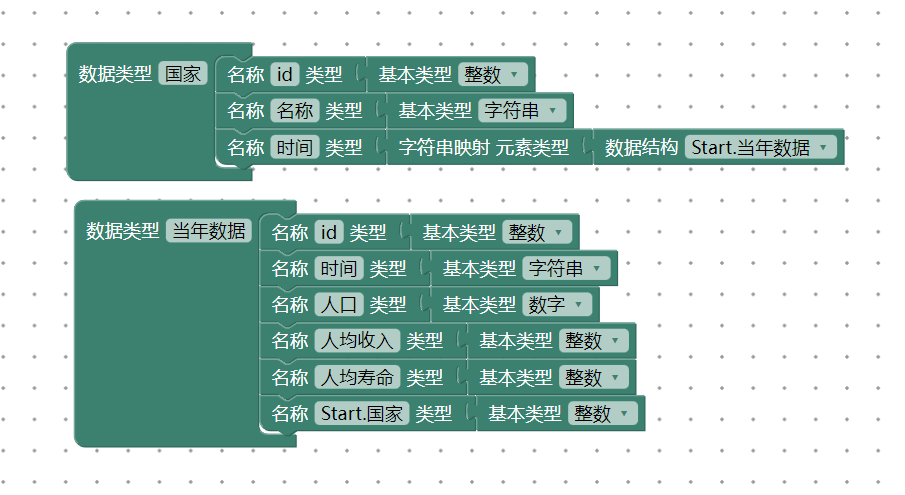 数据类型 国家 名称 id 类型 基本类型 整数
名称 名称 类型 基本类型 字符串
名称 时间 类型 字符串映射 元素类型 数据结构 Start.当年数据
数据类型 当年数据 名称 id 类型 基本类型 整数
名称 时间 类型 基本类型 字符串
名称 人口 类型 基本类型 数字
名称 人均收入 类型 基本类型 整数
名称 人均寿命 类型 基本类型 整数
名称 Start.国家 类型 基本类型 整数